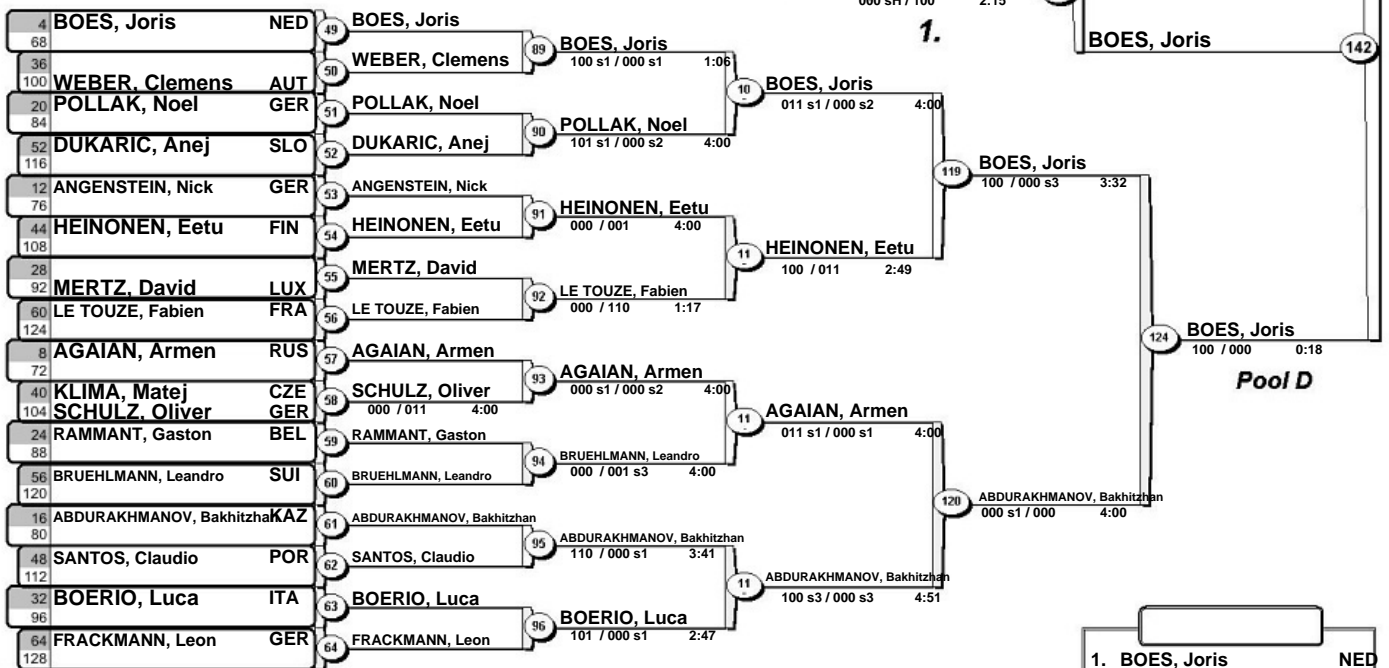 000 sH / 100 2:15
1.
BOES, Joris
142
4 BOES, Joris NED
68
49 BOES, Joris
36
100 WEBER, Clemens AUT
50 WEBER, Clemens
89 BOES, Joris
100 s1 / 000 s1 1:06
20 POLLAK, Noel GER
84
51 POLLAK, Noel
52 DUKARIC, Anej SLO
116
52 DUKARIC, Anej
90 POLLAK, Noel
101 s1 / 000 s2 4:00
10 BOES, Joris
011 s1 / 000 s2 4:00
12 ANGENSTEIN, Nick GER
76
53 ANGENSTEIN, Nick
44 HEINONEN, Eetu FIN
108
54 HEINONEN, Eetu
91 HEINONEN, Eetu
000 / 001 4:00
28
92 MERTZ, David LUX
55 MERTZ, David
60 LE TOUZE, Fabien FRA
124
56 LE TOUZE, Fabien
92 LE TOUZE, Fabien
000 / 110 1:17
11 HEINONEN, Eetu
100 / 011 2:49
119 BOES, Joris
100 / 000 s3 3:32
8 AGAIAN, Armen RUS
72
57 AGAIAN, Armen
40 KLIMA, Matej CZE
104 SCHULZ, Oliver GER
58 SCHULZ, Oliver
000 / 011 4:00
93 AGAIAN, Armen
000 s1 / 000 s2 4:00
24 RAMMANT, Gaston BEL
88
59 RAMMANT, Gaston
56 BRUEHLMANN, Leandro SUI
120
60 BRUEHLMANN, Leandro
94 BRUEHLMANN, Leandro
000 / 001 s3 4:00
11 AGAIAN, Armen
011 s1 / 000 s1 4:00
16 ABDURAKHMANOV, Bakhitzhan KAZ
80
61 ABDURAKHMANOV, Bakhitzhan
48 SANTOS, Claudio POR
112
62 SANTOS, Claudio
95 ABDURAKHMANOV, Bakhitzhan
110 / 000 s1 3:41
32 BOERIO, Luca ITA
96
63 BOERIO, Luca
64 FRACKMANN, Leon GER
128
64 FRACKMANN, Leon
96 BOERIO, Luca
101 / 000 s1 2:47
11 ABDURAKHMANOV, Bakhitzhan
100 s3 / 000 s3 4:51
120 ABDURAKHMANOV, Bakhitzhan
000 s1 / 000 4:00
124 BOES, Joris
100 / 000 0:18
Pool D
1. BOES, Joris NED